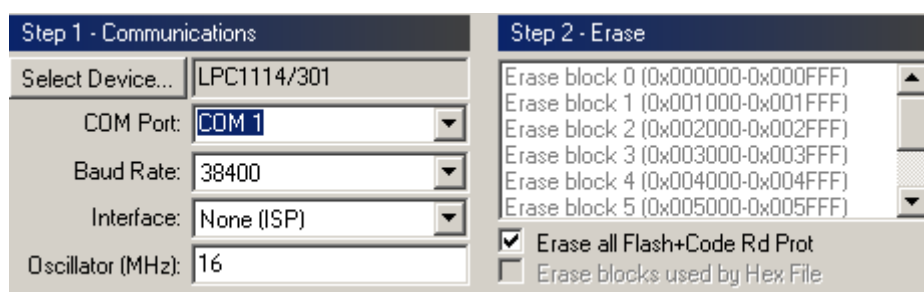 Step 1 - Communications
Select Device... LPC1114/301
COM Port: COM 1
Baud Rate: 38400
Interface: None (ISP)
Oscillator (MHz): 16
Step 2 - Erase
Erase block 0 (0x000000-0x000FFF)
Erase block 1 (0x001000-0x001FFF)
Erase block 2 (0x002000-0x002FFF)
Erase block 3 (0x003000-0x003FFF)
Erase block 4 (0x004000-0x004FFF)
Erase block 5 (0x005000-0x005FFF)
Erase all Flash+Code Rd Prot
Erase blocks used by Hex File